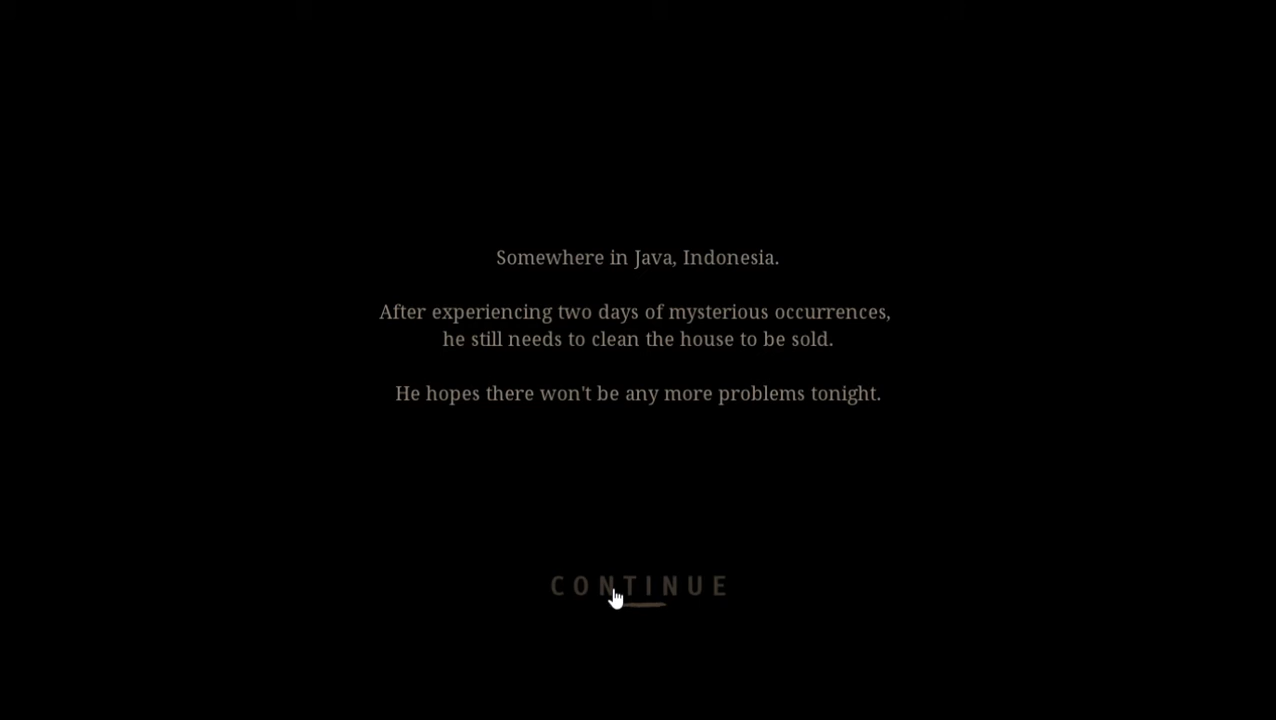 Somewhere in Java, Indonesia.
After experiencing two days of mysterious occurrences,
he still needs to clean the house to be sold.
He hopes there won't be any more problems tonight.
CONTINUE